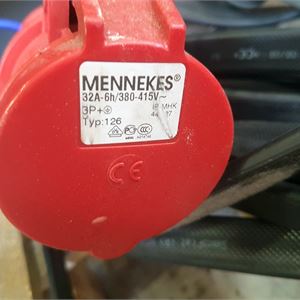 MENNEKES®
32A-6h/380-415V~
3P+⏚
Typ:126
CE